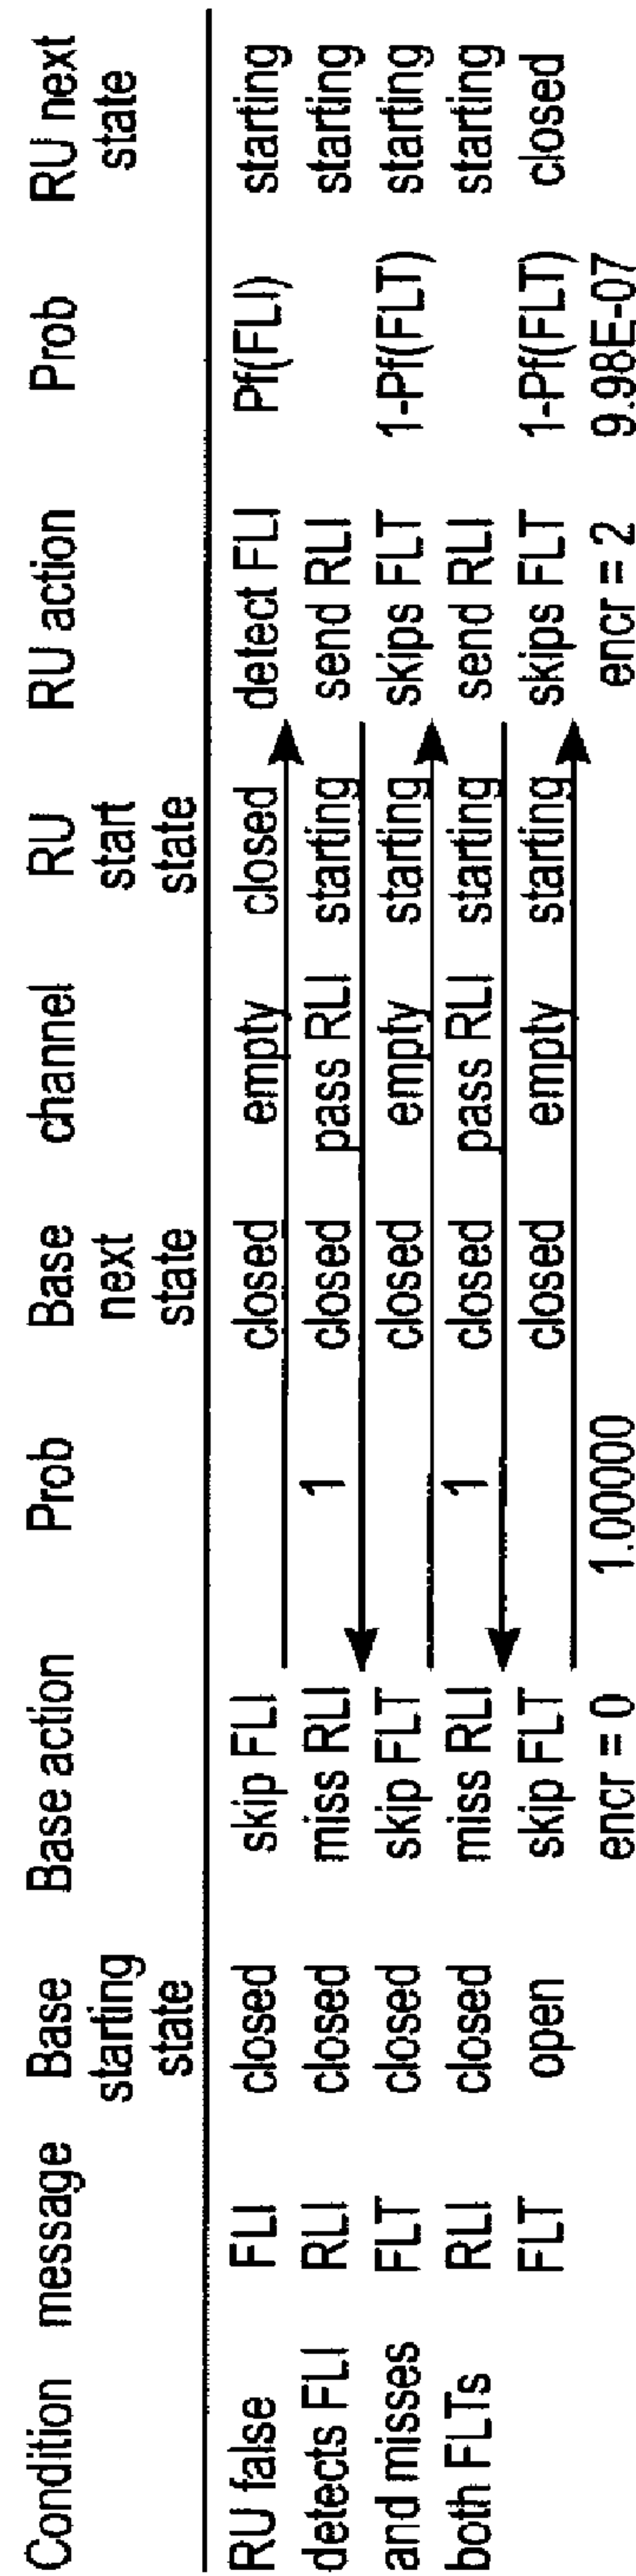 Condition message Base starting state Base action Prob Base next state channel RU start state RU action Prob RU next state
RU false FLI closed skip FLI closed empty closed detect FLI Pf(FLI) starting
detects FLI RLI closed miss RLI 1 closed pass RLI starting send RLI starting
and misses FLT closed skip FLT closed empty starting skips FLT 1-Pf(FLT) starting
both FLTs RLI closed miss RLI 1 closed pass RLI starting send RLI starting
FLT open skip FLT closed empty starting skips FLT 1-Pf(FLT) closed
encr = 0 1.00000 encr = 2 9.98E-07